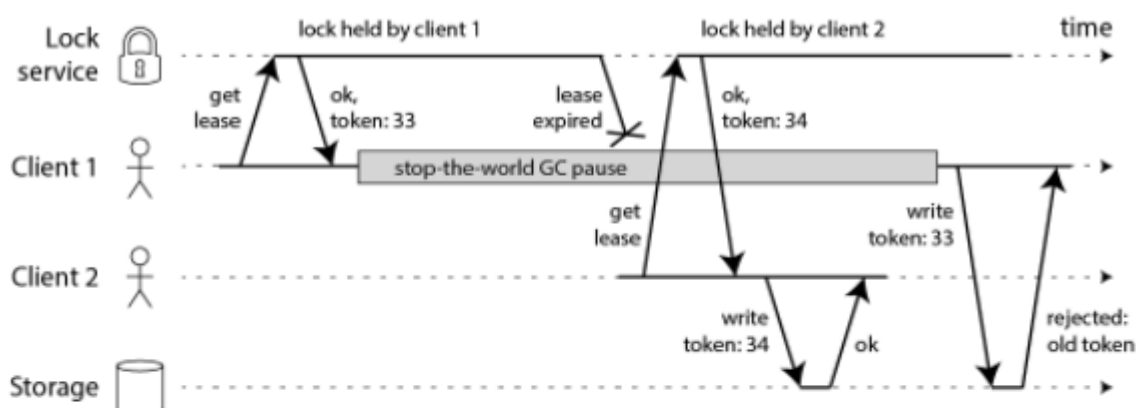 Lock
service
lock held by client 1
lock held by client 2
time
get
lease
ok,
token: 33
lease
expired
ok,
token: 34
Client 1
stop-the-world GC pause
get
lease
write
token: 33
Client 2
write
token: 34
ok
rejected:
old token
Storage